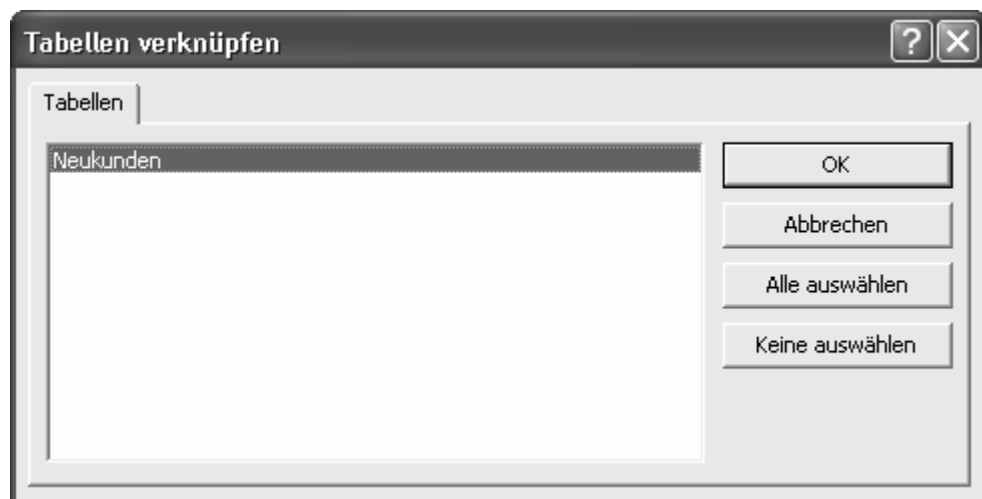 Tabellen verknüpfen
Tabellen
Neukunden
OK
Abbrechen
Alle auswählen
Keine auswählen